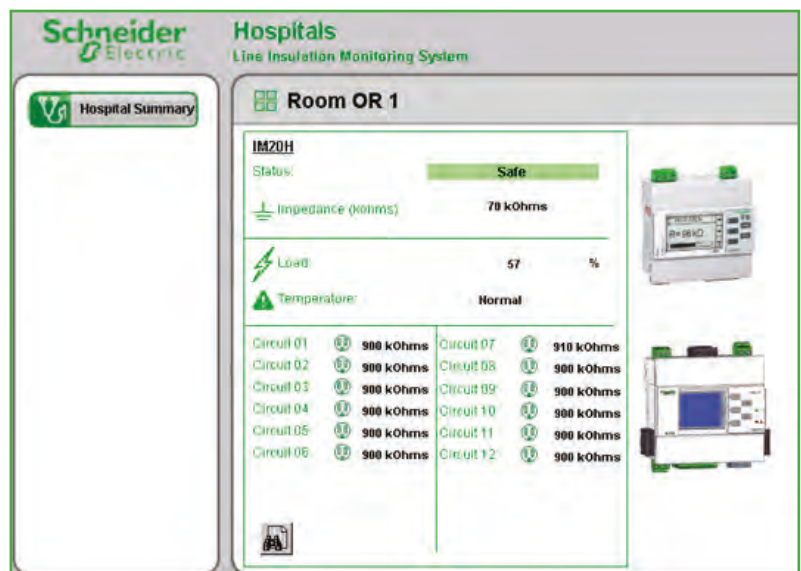 Schneider
Electric
Hospitals
Line Insulation Monitoring System
Hospital Summary
Room OR 1
IM20H
Status: Safe
Impedance (kohms) 70 kOhms
Load: 57 %
Temperature: Normal
Circuit 01 900 kOhms Circuit 07 910 kOhms
Circuit 02 900 kOhms Circuit 08 900 kOhms
Circuit 03 900 kOhms Circuit 09 900 kOhms
Circuit 04 900 kOhms Circuit 10 900 kOhms
Circuit 05 900 kOhms Circuit 11 900 kOhms
Circuit 06 900 kOhms Circuit 12 900 kOhms